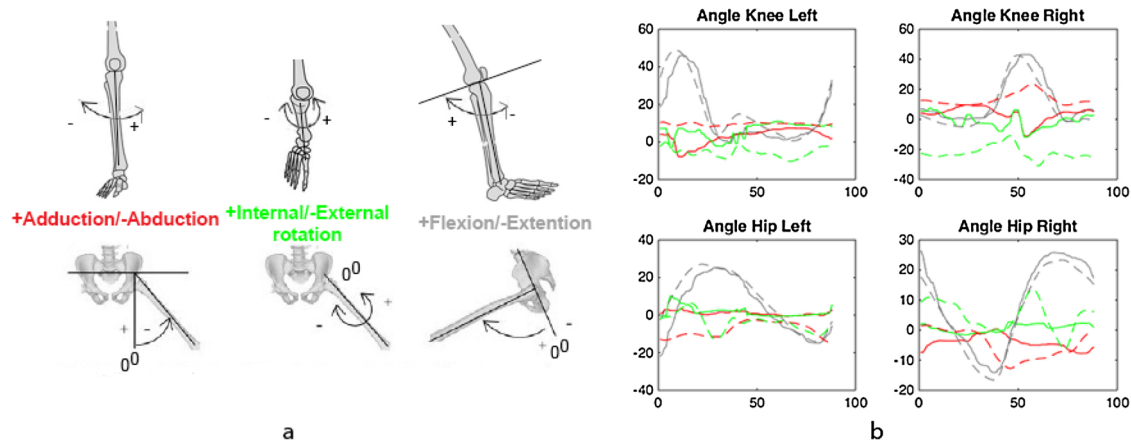 - +
- +
+ -
+Adduction/-Abduction
+Internal/-External
rotation
+Flexion/-Extention
+ -
0⁰
0⁰
- +
-
+ 0⁰
a
Angle Knee Left
60
40
20
0
-20
0 50 100
Angle Knee Right
60
40
20
0
-20
-40
0 50 100
Angle Hip Left
40
20
0
-20
-40
0 50 100
Angle Hip Right
30
20
10
0
-10
-20
0 50 100
b